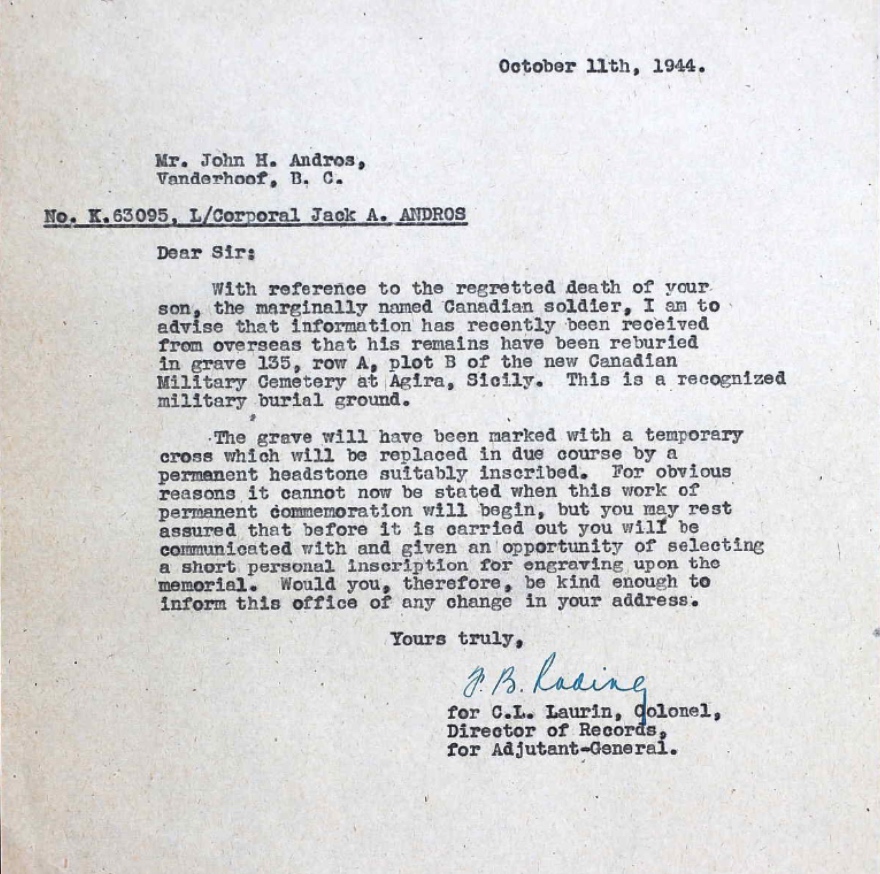 October 11th, 1944.
Mr. John H. Andros,
Vanderhoof, B. C.
No. K.63095, L/Corporal Jack A. ANDROS
Dear Sir:
With reference to the regretted death of your
son, the marginally named Canadian soldier, I am to
advise that information has recently been received
from overseas that his remains have been reburied
in grave 135, row A, plot B of the new Canadian
Military Cemetery at Agira, Sicily. This is a recognized
military burial ground.
The grave will have been marked with a temporary
cross which will be replaced in due course by a
permanent headstone suitably inscribed. For obvious
reasons it cannot now be stated when this work of
permanent commemoration will begin, but you may rest
assured that before it is carried out you will be
communicated with and given an opportunity of selecting
a short personal inscription for engraving upon the
memorial. Would you, therefore, be kind enough to
inform this office of any change in your address.
Yours truly,
for C.L. Laurin, Colonel,
Director of Records,
for Adjutant-General.